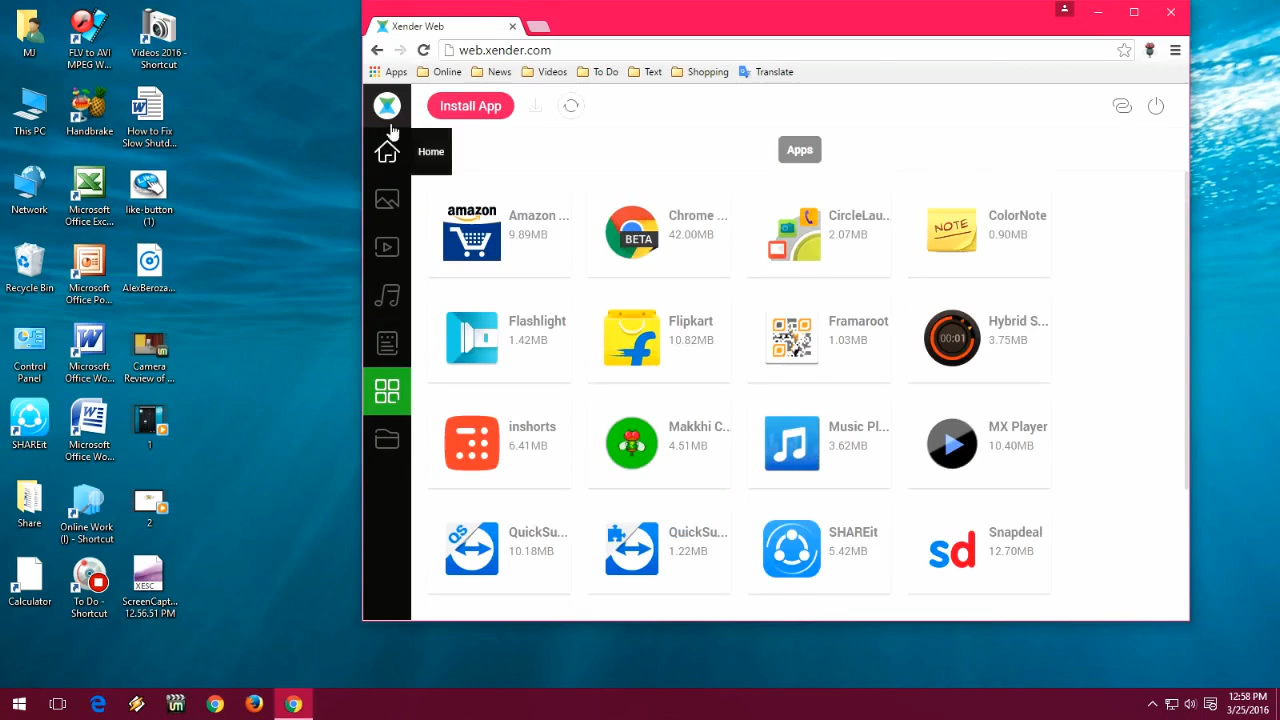 MJ
FLV to AVI
MPEG W...
Videos 2016 -
Shortcut
This PC
Handbrake
How to Fix
Slow Shutd...
Network
Microsoft
Office Exc...
like-button
(1)
Recycle Bin
Microsoft
Office Po...
AlexBeroza...
Control
Panel
Microsoft
Office Wo...
Camera
Review of ...
SHAREit
Microsoft
Office Wo...
1
Share
Online Work
(I) - Shortcut
2
Calculator
To Do -
Shortcut
XESC
ScreenCapt...
12.56.51 PM
Xender Web
web.xender.com
Apps
Online
News
Videos
To Do
Text
Shopping
Translate
Install App
Home
Apps
amazon
Amazon ...
9.89MB
BETA
Chrome ...
42.00MB
CircleLau...
2.07MB
NOTE
ColorNote
0.90MB
Flashlight
1.42MB
Flipkart
10.82MB
Framaroot
1.03MB
00:01
Hybrid S...
3.75MB
inshorts
6.41MB
Makkhi C...
4.51MB
Music Pl...
3.62MB
MX Player
10.40MB
QS
QuickSu...
10.18MB
QuickSu...
1.22MB
SHAREit
5.42MB
sd
Snapdeal
12.70MB
12:58 PM
3/25/2016